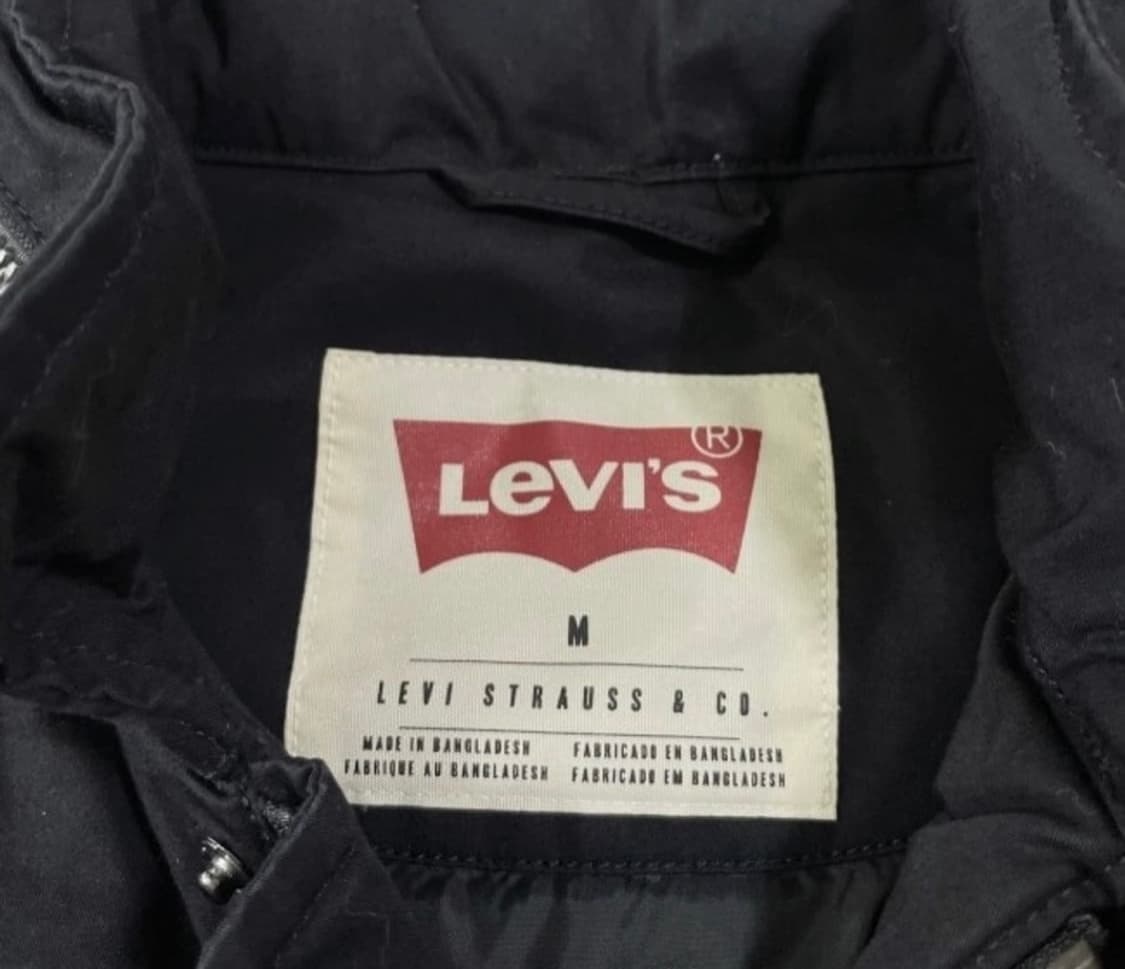 LEVI'S®
M
LEVI STRAUSS & CO.
MADE IN BANGLADESH FABRICADO EN BANGLADESH
FABRIQUE AU BANGLADESH FABRICADO EM BANGLADESH